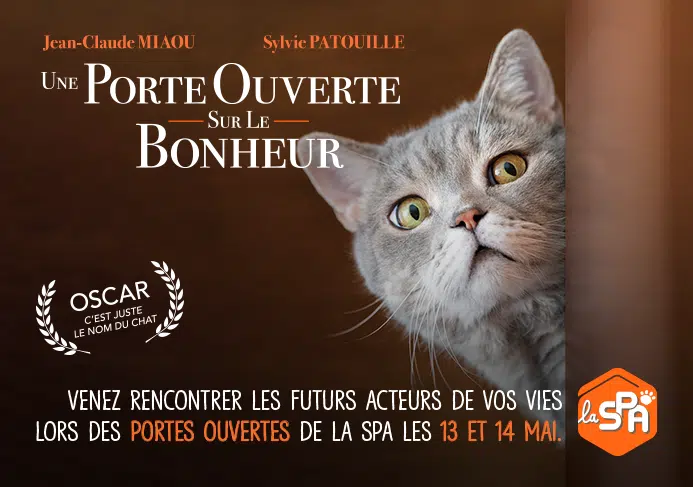 Jean-Claude MIAOU Sylvie PATOUILLE
UNE PORTE OUVERTE
SUR LE
BONHEUR
OSCAR
C'EST JUSTE
LE NOM DU CHAT
VENEZ RENCONTRER LES FUTURS ACTEURS DE VOS VIES
LORS DES PORTES OUVERTES DE LA SPA LES 13 ET 14 MAI.
la SPA